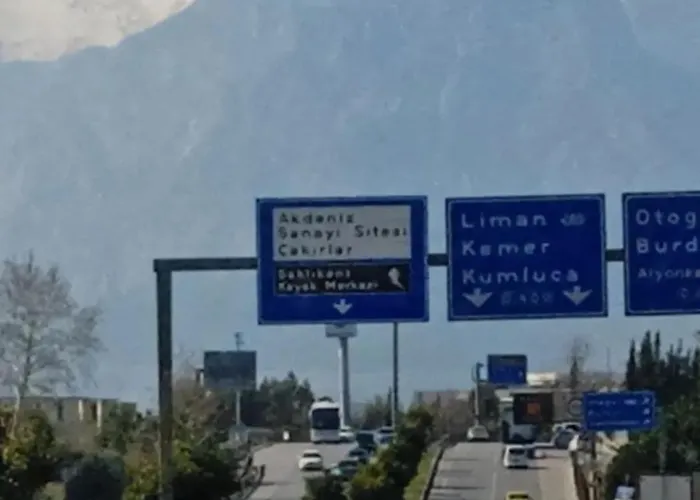 Akdeniz
Sanayi Sitesi
Çakırlar
Saklıkent
Kayak Merkezi
Liman
Kemer
Kumluca
Otog
Burd